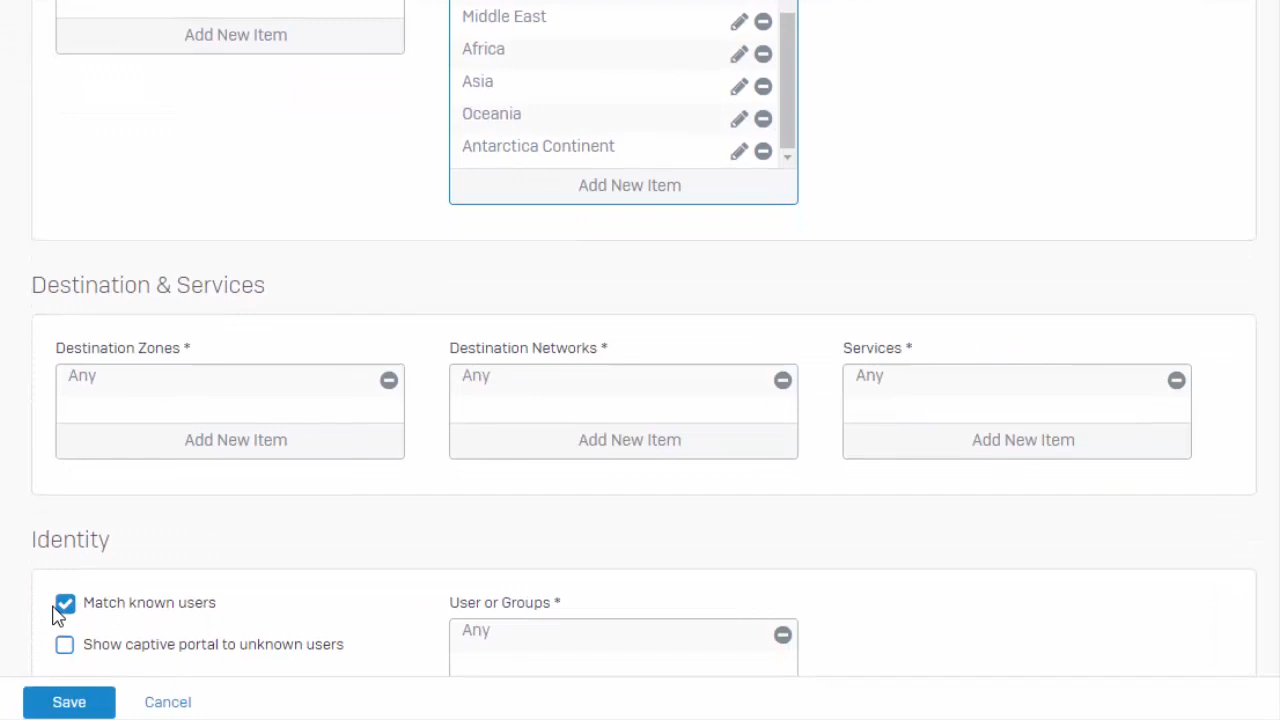 Add New Item
Middle East
Africa
Asia
Oceania
Antarctica Continent
Add New Item
Destination & Services
Destination Zones *
Any
Add New Item
Destination Networks *
Any
Add New Item
Services *
Any
Add New Item
Identity
Match known users
Show captive portal to unknown users
User or Groups *
Any
Save
Cancel